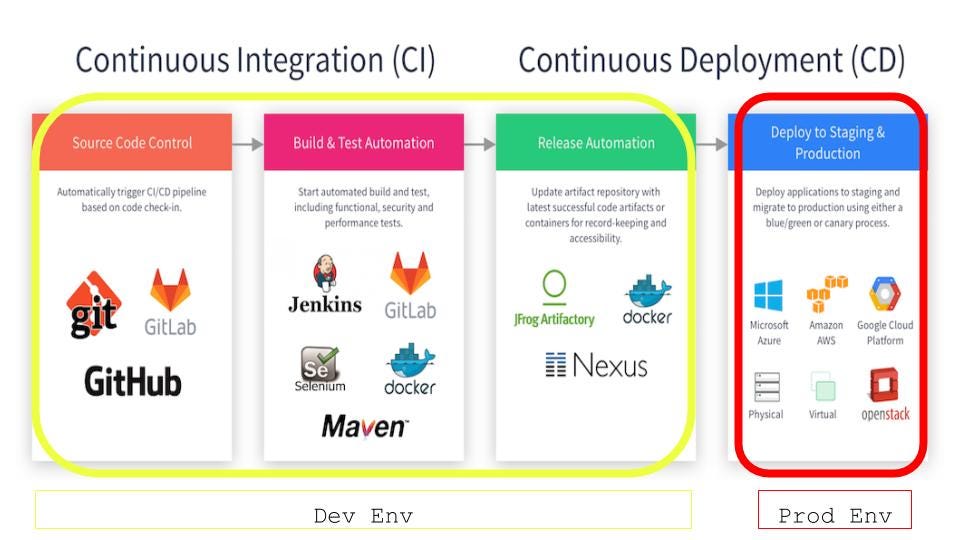 Continuous Integration (CI)
Continuous Deployment (CD)
Source Code Control
Automatically trigger CI/CD pipeline
based on code check-in.
git
GitLab
GitHub
Build & Test Automation
Start automated build and test,
including functional, security and
performance tests.
Jenkins
GitLab
Se
Selenium
docker
Maven™
Release Automation
Update artifact repository with
latest successful code artifacts or
containers for record-keeping and
accessibility.
JFrog Artifactory
docker
Nexus
Deploy to Staging &
Production
Deploy applications to staging and
migrate to production using either a
blue/green or canary process.
Microsoft
Azure
Amazon
AWS
Google Cloud
Platform
Physical
Virtual
openstack
Dev Env
Prod Env